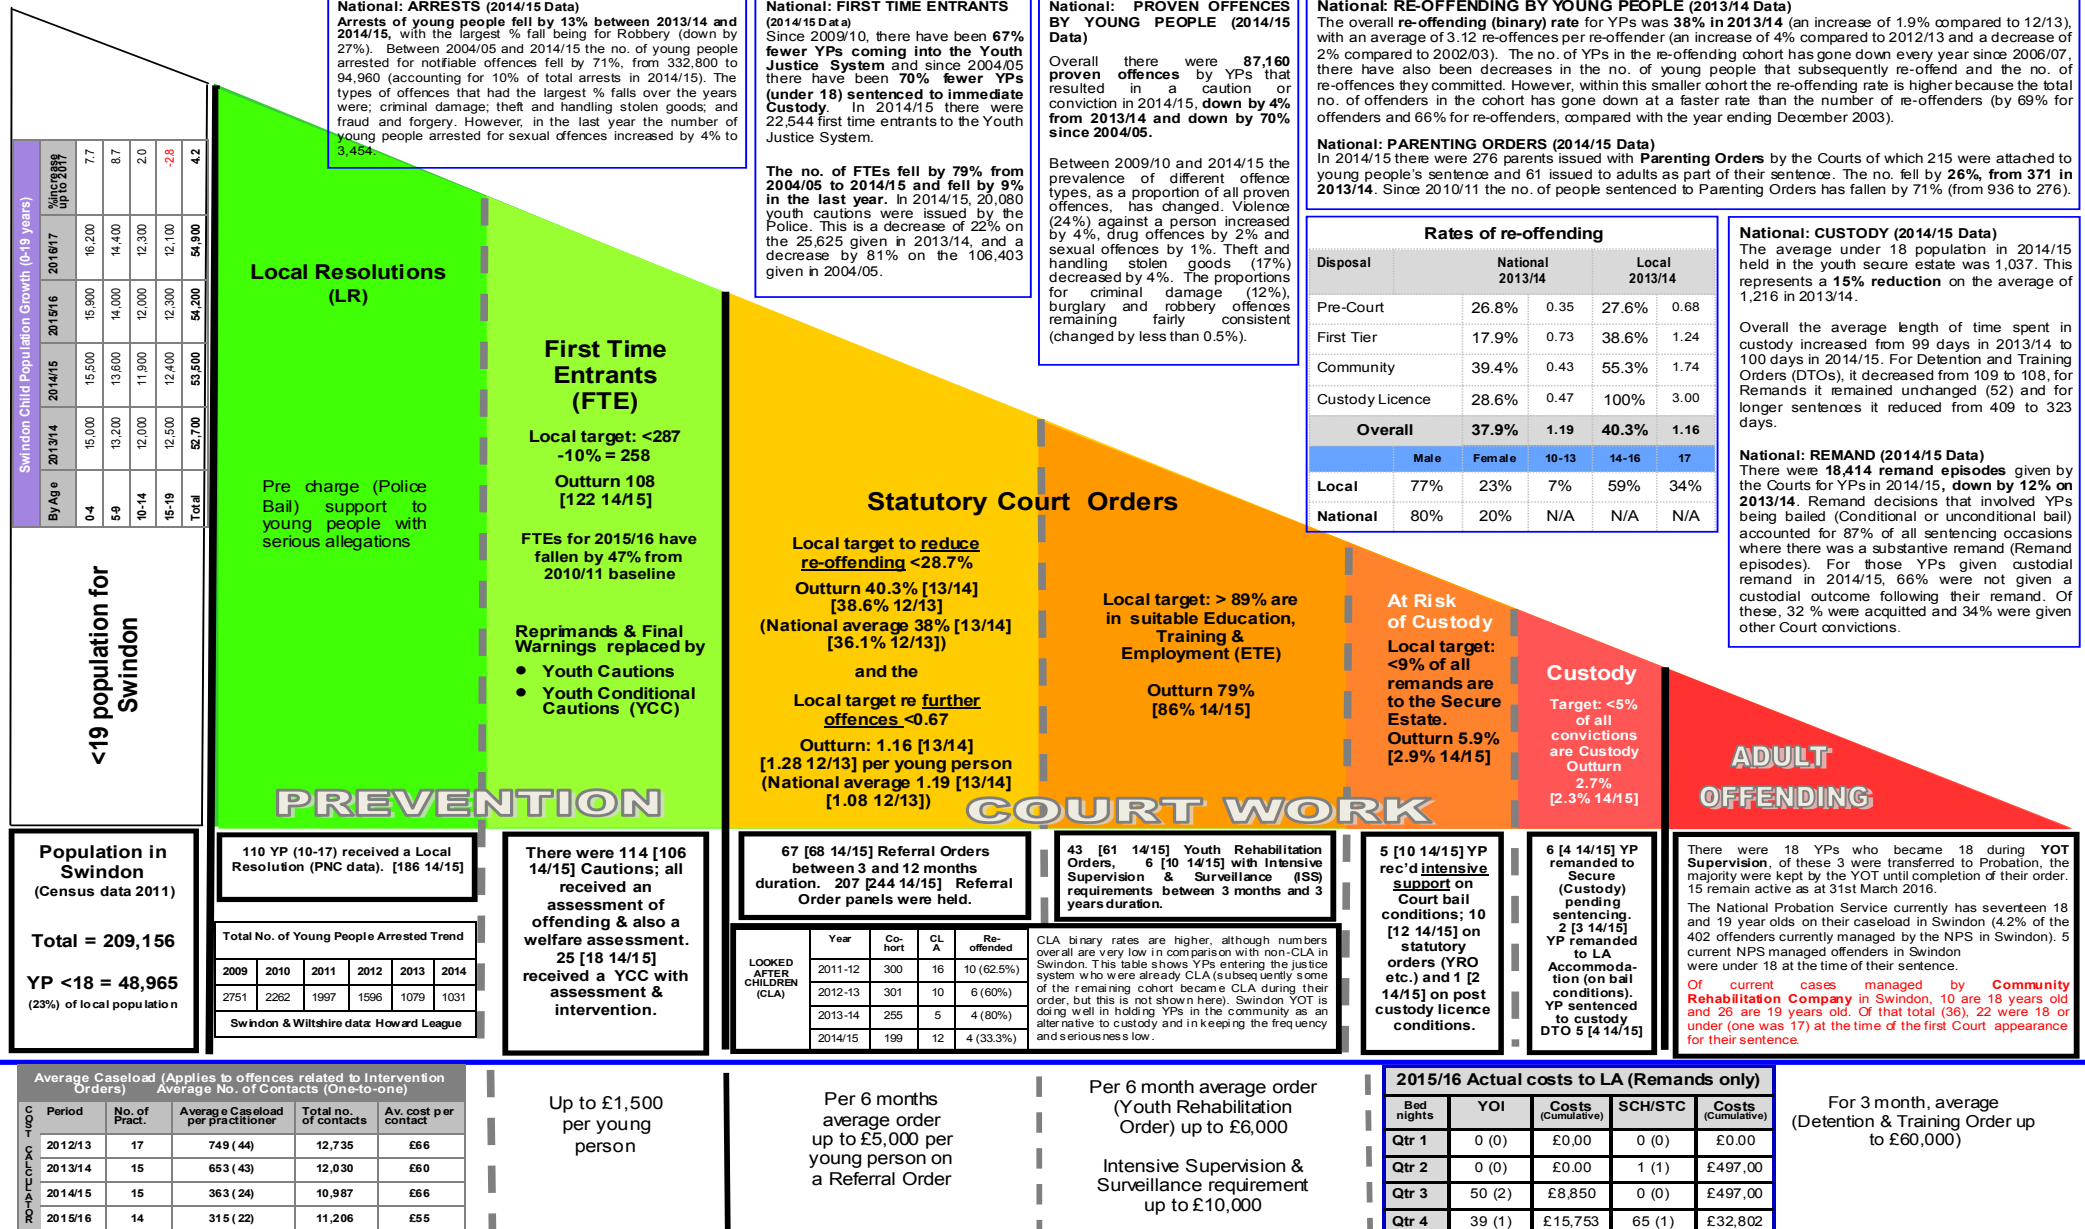 National: ARRESTS (2014/15 Data)
Arrests of young people fell by 13% between 2013/14 and
2014/15, with the largest % fall being for Robbery (down by
27%). Between 2004/05 and 2014/15 the no. of young people
arrested for notifiable offences fell by 71%, from 332,800 to
94,960 (accounting for 10% of total arrests in 2014/15). The
types of offences that had the largest % falls over the years
were; criminal damage; theft and handling stolen goods; and
fraud and forgery. However, in the last year the number of
young people arrested for sexual offences increased by 4% to
3,454.
National: FIRST TIME ENTRANTS
(2014/15 Data)
Since 2009/10, there have been 67%
fewer YPs coming into the Youth
Justice System and since 2004/05
there have been 70% fewer YPs
(under 18) sentenced to immediate
Custody. In 2014/15 there were
22,544 first time entrants to the Youth
Justice System.
The no. of FTEs fell by 79% from
2004/05 to 2014/15 and fell by 9%
in the last year. In 2014/15, 20,080
youth cautions were issued by the
Police. This is a decrease of 22% on
the 25,625 given in 2013/14, and a
decrease by 81% on the 106,403
given in 2004/05.
National: PROVEN OFFENCES
BY YOUNG PEOPLE (2014/15
Data)
Overall there were 87,160
proven offences by YPs that
resulted in a caution or
conviction in 2014/15, down by 4%
from 2013/14 and down by 70%
since 2004/05.
Between 2009/10 and 2014/15 the
prevalence of different offence
types, as a proportion of all proven
offences, has changed. Violence
(24%) against a person increased
by 4%, drug offences by 2% and
sexual offences by 1%. Theft and
handling stolen goods (17%)
decreased by 4%. The proportions
for criminal damage (12%),
burglary and robbery offences
remaining fairly consistent
(changed by less than 0.5%).
National: RE-OFFENDING BY YOUNG PEOPLE (2013/14 Data)
The overall re-offending (binary) rate for YPs was 38% in 2013/14 (an increase of 1.9% compared to 12/13),
with an average of 3.12 re-offences per re-offender (an increase of 4% compared to 2012/13 and a decrease of
2% compared to 2002/03). The no. of YPs in the re-offending cohort has gone down every year since 2006/07,
there have also been decreases in the no. of young people that subsequently re-offend and the no. of
re-offences they committed. However, within this smaller cohort the re-offending rate is higher because the total
no. of offenders in the cohort has gone down at a faster rate than the number of re-offenders (by 69% for
offenders and 66% for re-offenders, compared with the year ending December 2003).
National: PARENTING ORDERS (2014/15 Data)
In 2014/15 there were 276 parents issued with Parenting Orders by the Courts of which 215 were attached to
young people's sentence and 61 issued to adults as part of their sentence. The no. fell by 26%, from 371 in
2013/14. Since 2010/11 the no. of people sentenced to Parenting Orders has fallen by 71% (from 936 to 276).
Rates of re-offending
Disposal National 2013/14 Local 2013/14
Pre-Court 26.8% 0.35 27.6% 0.68
First Tier 17.9% 0.73 38.6% 1.24
Community 39.4% 0.43 55.3% 1.74
Custody Licence 28.6% 0.47 100% 3.00
Overall 37.9% 1.19 40.3% 1.16
Male Female 10-13 14-16 17
Local 77% 23% 7% 59% 34%
National 80% 20% N/A N/A N/A
National: CUSTODY (2014/15 Data)
The average under 18 population in 2014/15
held in the youth secure estate was 1,037. This
represents a 15% reduction on the average of
1,216 in 2013/14.
Overall the average length of time spent in
custody increased from 99 days in 2013/14 to
100 days in 2014/15. For Detention and Training
Orders (DTOs), it decreased from 109 to 108, for
Remands it remained unchanged (52) and for
longer sentences it reduced from 409 to 323
days.
National: REMAND (2014/15 Data)
There were 18,414 remand episodes given by
the Courts for YPs in 2014/15, down by 12% on
2013/14. Remand decisions that involved YPs
being bailed (Conditional or unconditional bail)
accounted for 87% of all sentencing occasions
where there was a substantive remand (Remand
episodes). For those YPs given custodial
remand in 2014/15, 66% were not given a
custodial outcome following their remand. Of
these, 32 % were acquitted and 34% were given
other Court convictions.
Swindon Child Population Growth (0-19 years)
By Age 2013/14 2014/15 2015/16 2016/17 %increase up to 2017
0-4 15,000 15,500 15,900 16,200 7.7
5-9 13,200 13,600 14,000 14,400 8.7
10-14 12,000 11,900 12,000 12,300 2.0
15-19 12,500 12,400 12,300 12,100 -2.8
Total 52,700 53,500 54,200 54,900 4.2
<19 population for
Swindon
Local Resolutions
(LR)
Pre charge (Police
Bail) support to
young people with
serious allegations
First Time
Entrants
(FTE)
Local target: <287
-10% = 258
Outturn 108
[122 14/15]
FTEs for 2015/16 have
fallen by 47% from
2010/11 baseline
Reprimands & Final
Warnings replaced by
• Youth Cautions
• Youth Conditional
Cautions (YCC)
PREVENTION
Statutory Court Orders
Local target to reduce
re-offending <28.7%
Outturn 40.3% [13/14]
[38.6% 12/13]
(National average 38% [13/14]
[36.1% 12/13])
and the
Local target re further
offences <0.67
Outturn: 1.16 [13/14]
[1.28 12/13] per young person
(National average 1.19 [13/14]
[1.08 12/13])
Local target: > 89% are
in suitable Education,
Training &
Employment (ETE)
Outturn 79%
[86% 14/15]
COURT WORK
At Risk
of Custody
Local target:
<9% of all
remands are
to the Secure
Estate.
Outturn 5.9%
[2.9% 14/15]
Custody
Target: <5%
of all
convictions
are Custody
Outturn
2.7%
[2.3% 14/15]
ADULT
OFFENDING
Population in
Swindon
(Census data 2011)
Total = 209,156
YP <18 = 48,965
(23%) of local population
110 YP (10-17) received a Local
Resolution (PNC data). [186 14/15]
Total No. of Young People Arrested Trend
2009 2010 2011 2012 2013 2014
2751 2262 1997 1596 1079 1031
Swindon & Wiltshire data: Howard League
There were 114 [106
14/15] Cautions; all
received an
assessment of
offending & also a
welfare assessment.
25 [18 14/15]
received a YCC with
assessment &
intervention.
67 [68 14/15] Referral Orders
between 3 and 12 months
duration. 207 [244 14/15] Referral
Order panels were held.
43 [61 14/15] Youth Rehabilitation
Orders, 6 [10 14/15] with Intensive
Supervision & Surveillance (ISS)
requirements between 3 months and 3
years duration.
LOOKED
AFTER
CHILDREN
(CLA)
Year Co-hort CLA Re-offended
2011-12 300 16 10 (62.5%)
2012-13 301 10 6 (60%)
2013-14 255 5 4 (80%)
2014/15 199 12 4 (33.3%)
CLA binary rates are higher, although numbers
overall are very low in comparison with non-CLA in
Swindon. This table shows YPs entering the justice
system who were already CLA (subsequently some
of the remaining cohort became CLA during their
order, but this is not shown here). Swindon YOT is
doing well in holding YPs in the community as an
alternative to custody and in keeping the frequency
and seriousness low.
5 [10 14/15] YP
rec'd intensive
support on
Court bail
conditions; 10
[12 14/15] on
statutory
orders (YRO
etc.) and 1 [2
14/15] on post
custody licence
conditions.
6 [4 14/15] YP
remanded to
Secure
(Custody)
pending
sentencing.
2 [3 14/15]
YP remanded
to LA
Accommoda-
tion (on bail
conditions).
YP sentenced
to custody
DTO 5 [4 14/15]
There were 18 YPs who became 18 during YOT
Supervision, of these 3 were transferred to Probation, the
majority were kept by the YOT until completion of their order.
15 remain active as at 31st March 2016.
The National Probation Service currently has seventeen 18
and 19 year olds on their caseload in Swindon (4.2% of the
402 offenders currently managed by the NPS in Swindon). 5
current NPS managed offenders in Swindon
were under 18 at the time of their sentence.
Of current cases managed by Community
Rehabilitation Company in Swindon, 10 are 18 years old
and 26 are 19 years old. Of that total (36), 22 were 18 or
under (one was 17) at the time of the first Court appearance
for their sentence.
COST CALCULATOR
Average Caseload (Applies to offences related to Intervention
Orders) Average No. of Contacts (One-to-one)
Period No. of Pract. Average Caseload per practitioner Total no. of contacts Av. cost per contact
2012/13 17 749 (44) 12,735 £66
2013/14 15 653 (43) 12,030 £60
2014/15 15 363 (24) 10,987 £66
2015/16 14 315 (22) 11,206 £55
Up to £1,500
per young
person
Per 6 months
average order
up to £5,000 per
young person on
a Referral Order
Per 6 month average order
(Youth Rehabilitation
Order) up to £6,000
Intensive Supervision &
Surveillance requirement
up to £10,000
2015/16 Actual costs to LA (Remands only)
Bed nights YOI Costs (Cumulative) SCH/STC Costs (Cumulative)
Qtr 1 0 (0) £0,00 0 (0) £0.00
Qtr 2 0 (0) £0.00 1 (1) £497,00
Qtr 3 50 (2) £8,850 0 (0) £497,00
Qtr 4 39 (1) £15,753 65 (1) £32,802
For 3 month, average
(Detention & Training Order up
to £60,000)